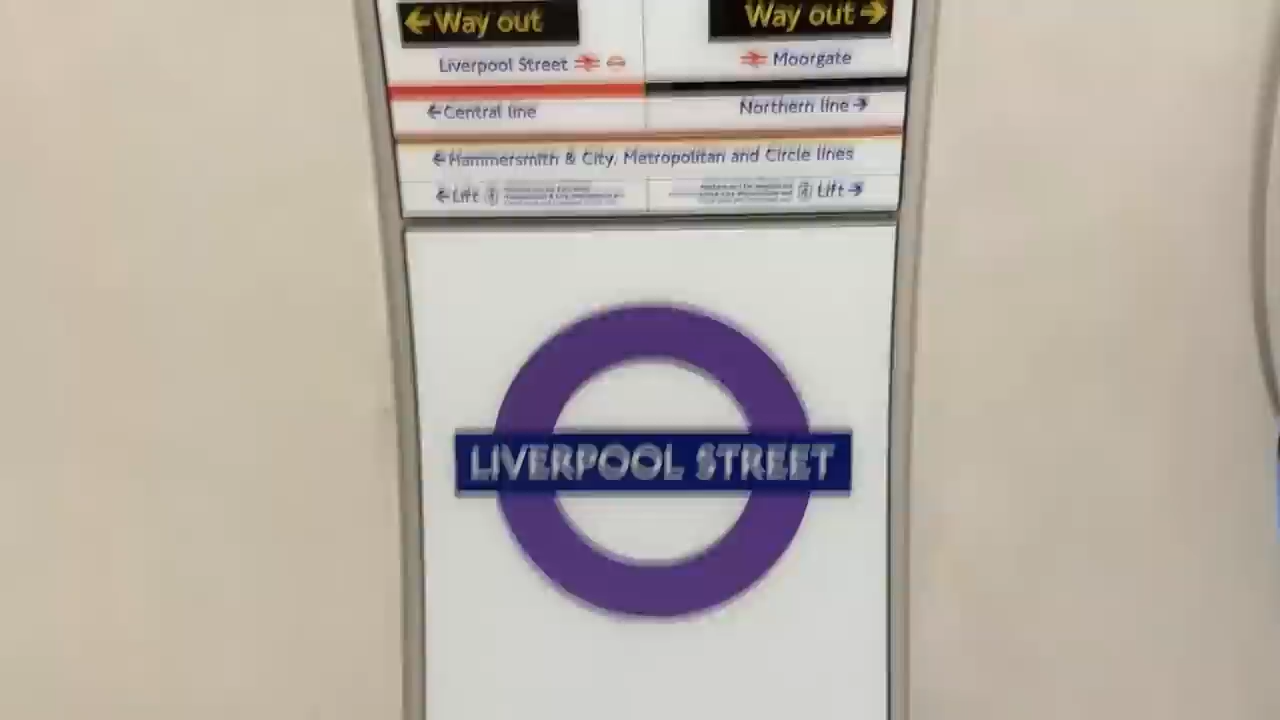 ← Way out
Way out →
Liverpool Street
Moorgate
← Central line
Northern line →
← Hammersmith & City, Metropolitan and Circle lines
← Lift
Lift →
LIVERPOOL STREET